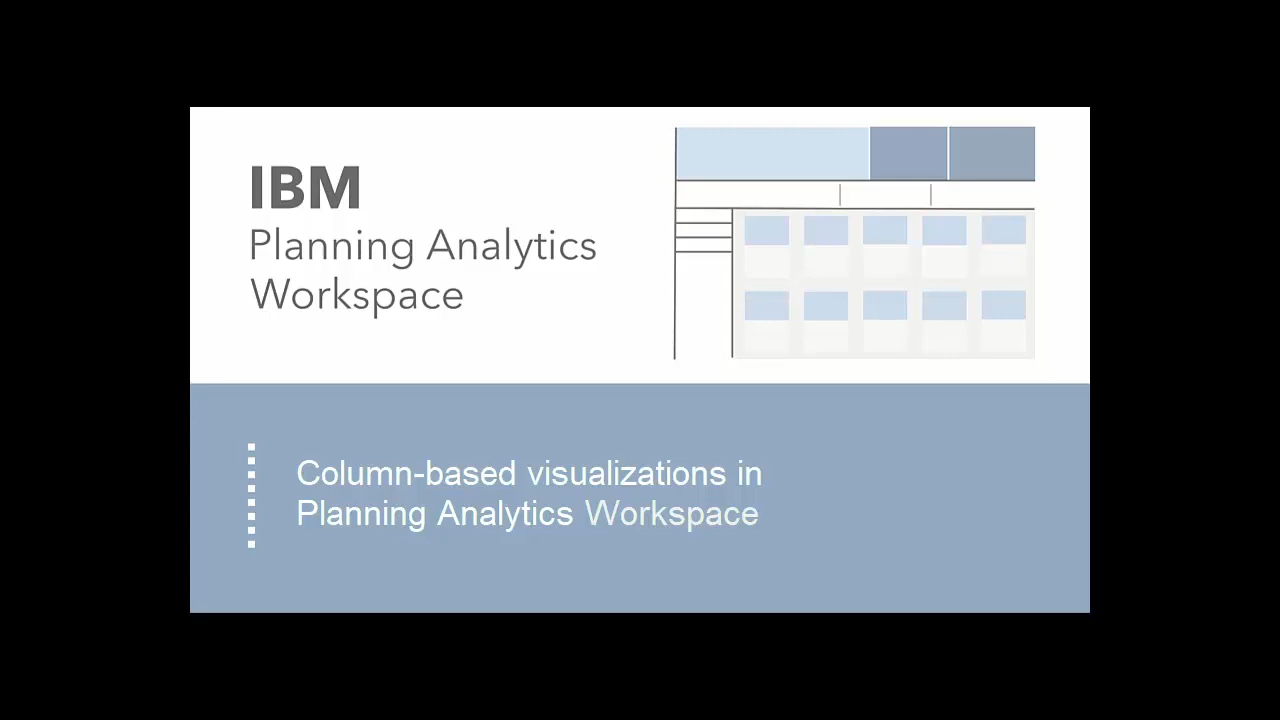 IBM
Planning Analytics
Workspace
Column-based visualizations in
Planning Analytics Workspace